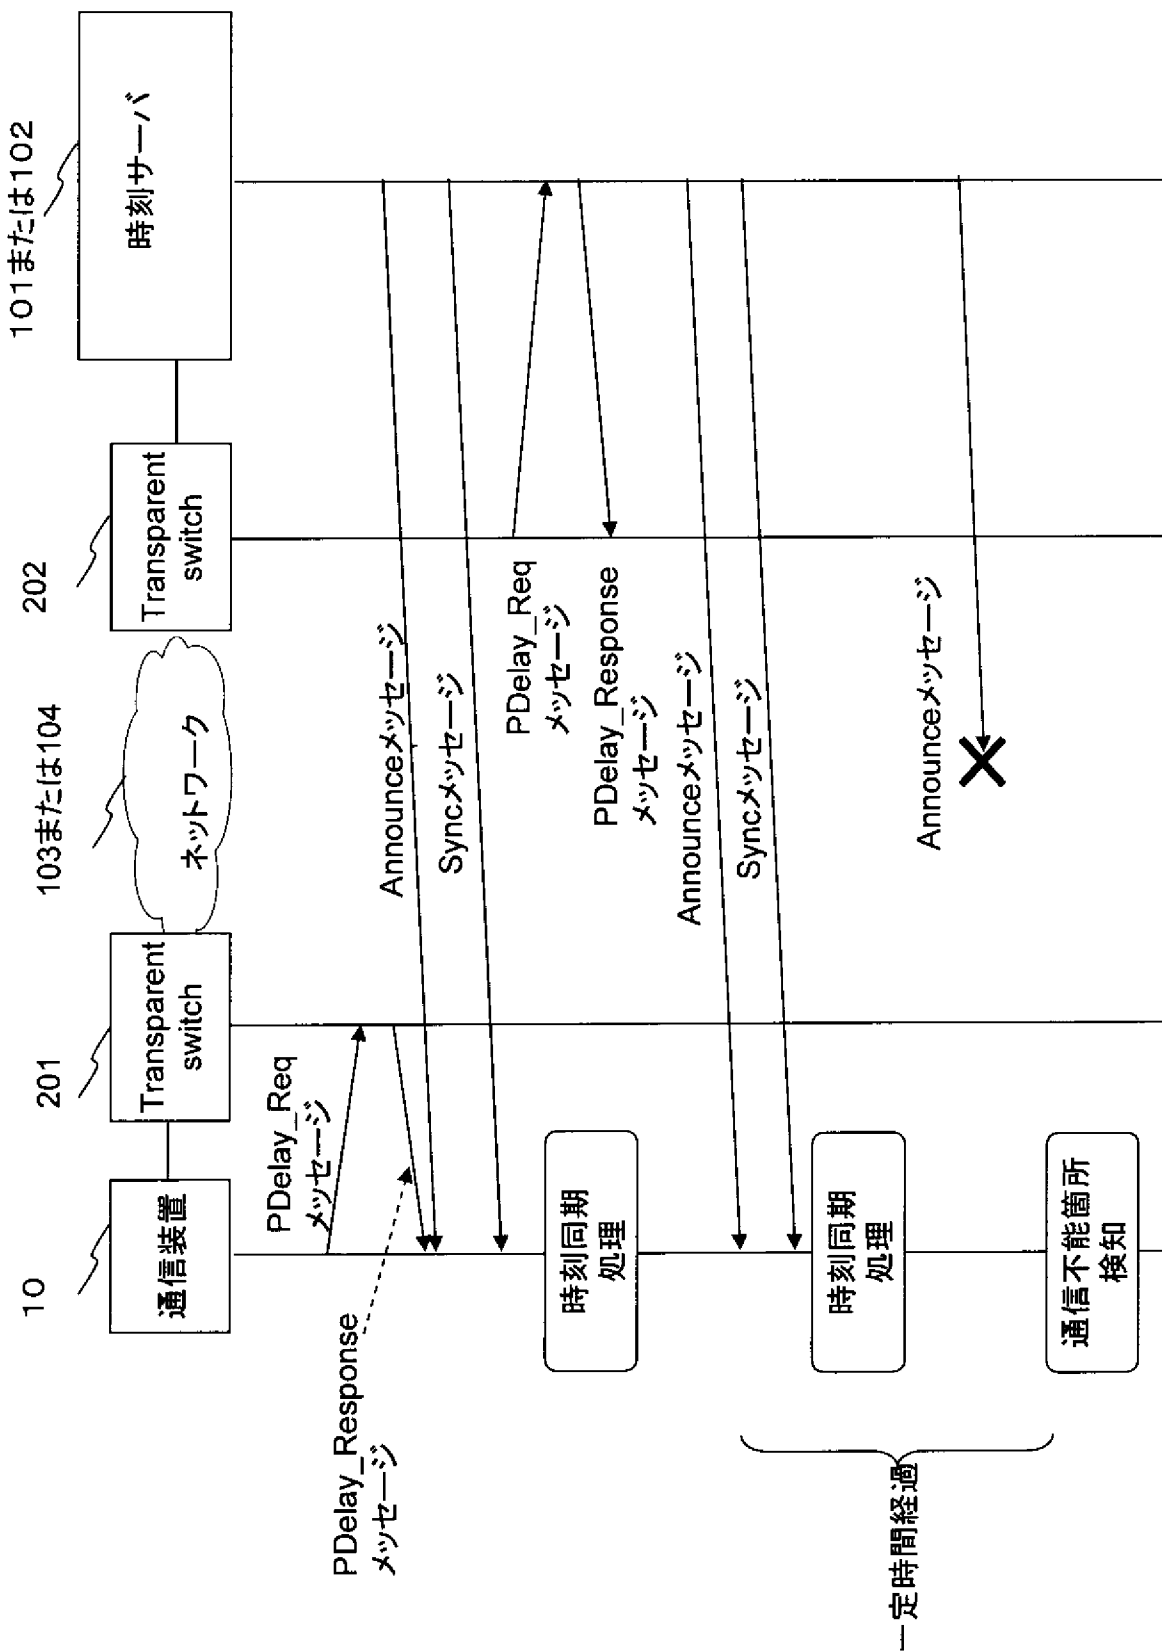 10
201
103または104
202
101または102
通信装置
Transparent
switch
ネットワーク
Transparent
switch
時刻サーバ
PDelay_Req
メッセージ
PDelay_Response
メッセージ
Announceメッセージ
Syncメッセージ
PDelay_Req
メッセージ
時刻同期
処理
PDelay_Response
メッセージ
Announceメッセージ
Syncメッセージ
時刻同期
処理
Announceメッセージ
一定時間経過
通信不能箇所
検知